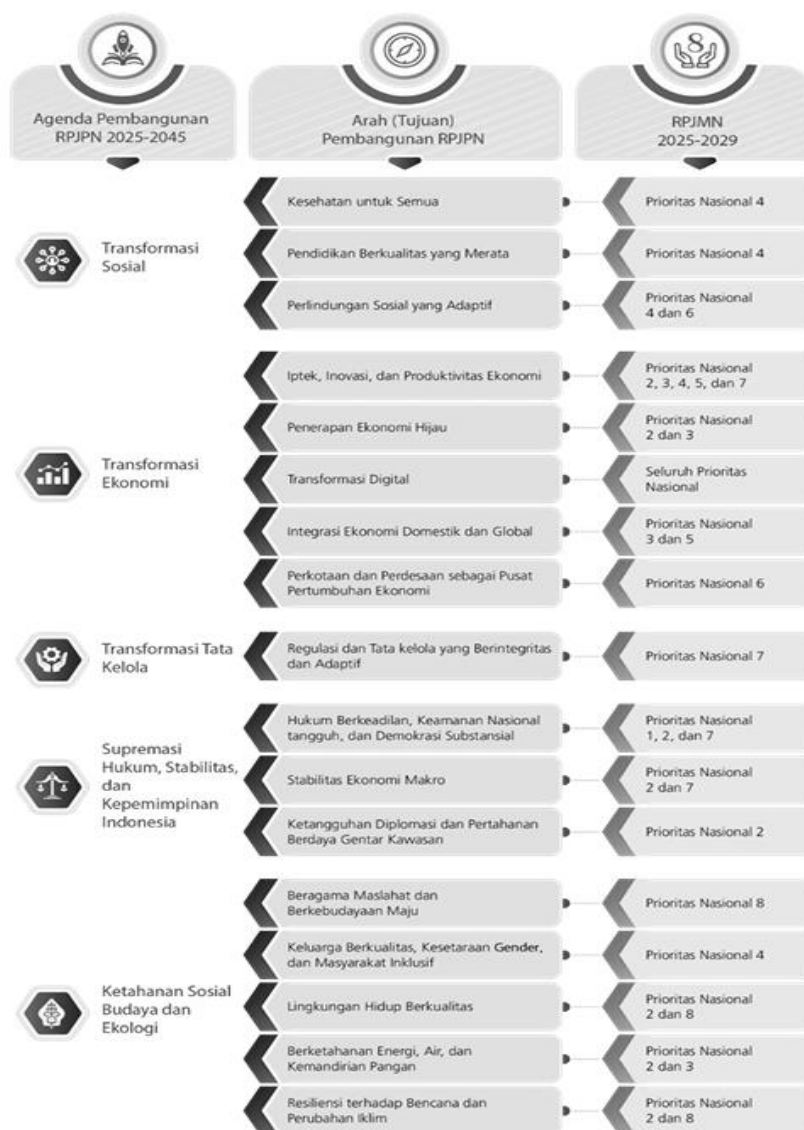 8
Agenda Pembangunan
RPJPN 2025-2045
Arah (Tujuan)
Pembangunan RPJPN
RPJMN
2025-2029
Transformasi
Sosial
Kesehatan untuk Semua
Prioritas Nasional 4
Pendidikan Berkualitas yang Merata
Prioritas Nasional 4
Perlindungan Sosial yang Adaptif
Prioritas Nasional
4 dan 6
Transformasi
Ekonomi
Iptek, Inovasi, dan Produktivitas Ekonomi
Prioritas Nasional
2, 3, 4, 5, dan 7
Penerapan Ekonomi Hijau
Prioritas Nasional
2 dan 3
Transformasi Digital
Seluruh Prioritas
Nasional
Integrasi Ekonomi Domestik dan Global
Prioritas Nasional
3 dan 5
Perkotaan dan Perdesaan sebagai Pusat
Pertumbuhan Ekonomi
Prioritas Nasional 6
Transformasi Tata
Kelola
Regulasi dan Tata kelola yang Berintegritas
dan Adaptif
Prioritas Nasional 7
Supremasi
Hukum, Stabilitas,
dan
Kepemimpinan
Indonesia
Hukum Berkeadilan, Keamanan Nasional
tangguh, dan Demokrasi Substansial
Prioritas Nasional
1, 2, dan 7
Stabilitas Ekonomi Makro
Prioritas Nasional
2 dan 7
Ketangguhan Diplomasi dan Pertahanan
Berdaya Gentar Kawasan
Prioritas Nasional 2
Ketahanan Sosial
Budaya dan
Ekologi
Beragama Maslahat dan
Berkebudayaan Maju
Prioritas Nasional 8
Keluarga Berkualitas, Kesetaraan Gender,
dan Masyarakat Inklusif
Prioritas Nasional 4
Lingkungan Hidup Berkualitas
Prioritas Nasional
2 dan 8
Berketahanan Energi, Air, dan
Kemandirian Pangan
Prioritas Nasional
2 dan 3
Resiliensi terhadap Bencana dan
Perubahan Iklim
Prioritas Nasional
2 dan 8